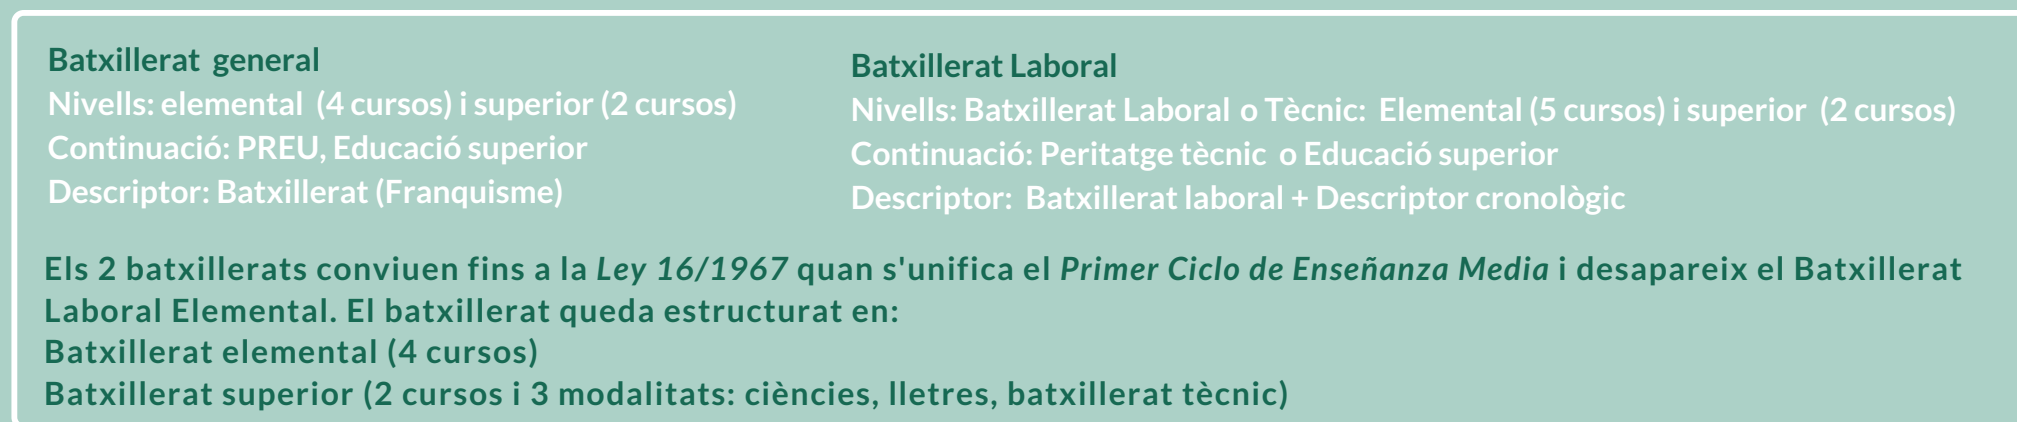 Batxillerat general
Nivells: elemental (4 cursos) i superior (2 cursos)
Continuació: PREU, Educació superior
Descriptor: Batxillerat (Franquisme)
Batxillerat Laboral
Nivells: Batxillerat Laboral o Tècnic: Elemental (5 cursos) i superior (2 cursos)
Continuació: Peritatge tècnic o Educació superior
Descriptor: Batxillerat laboral + Descriptor cronològic
Els 2 batxillerats conviuen fins a la Ley 16/1967 quan s'unifica el Primer Ciclo de Enseñanza Media i desapareix el Batxillerat
Laboral Elemental. El batxillerat queda estructurat en:
Batxillerat elemental (4 cursos)
Batxillerat superior (2 cursos i 3 modalitats: ciències, lletres, batxillerat tècnic)